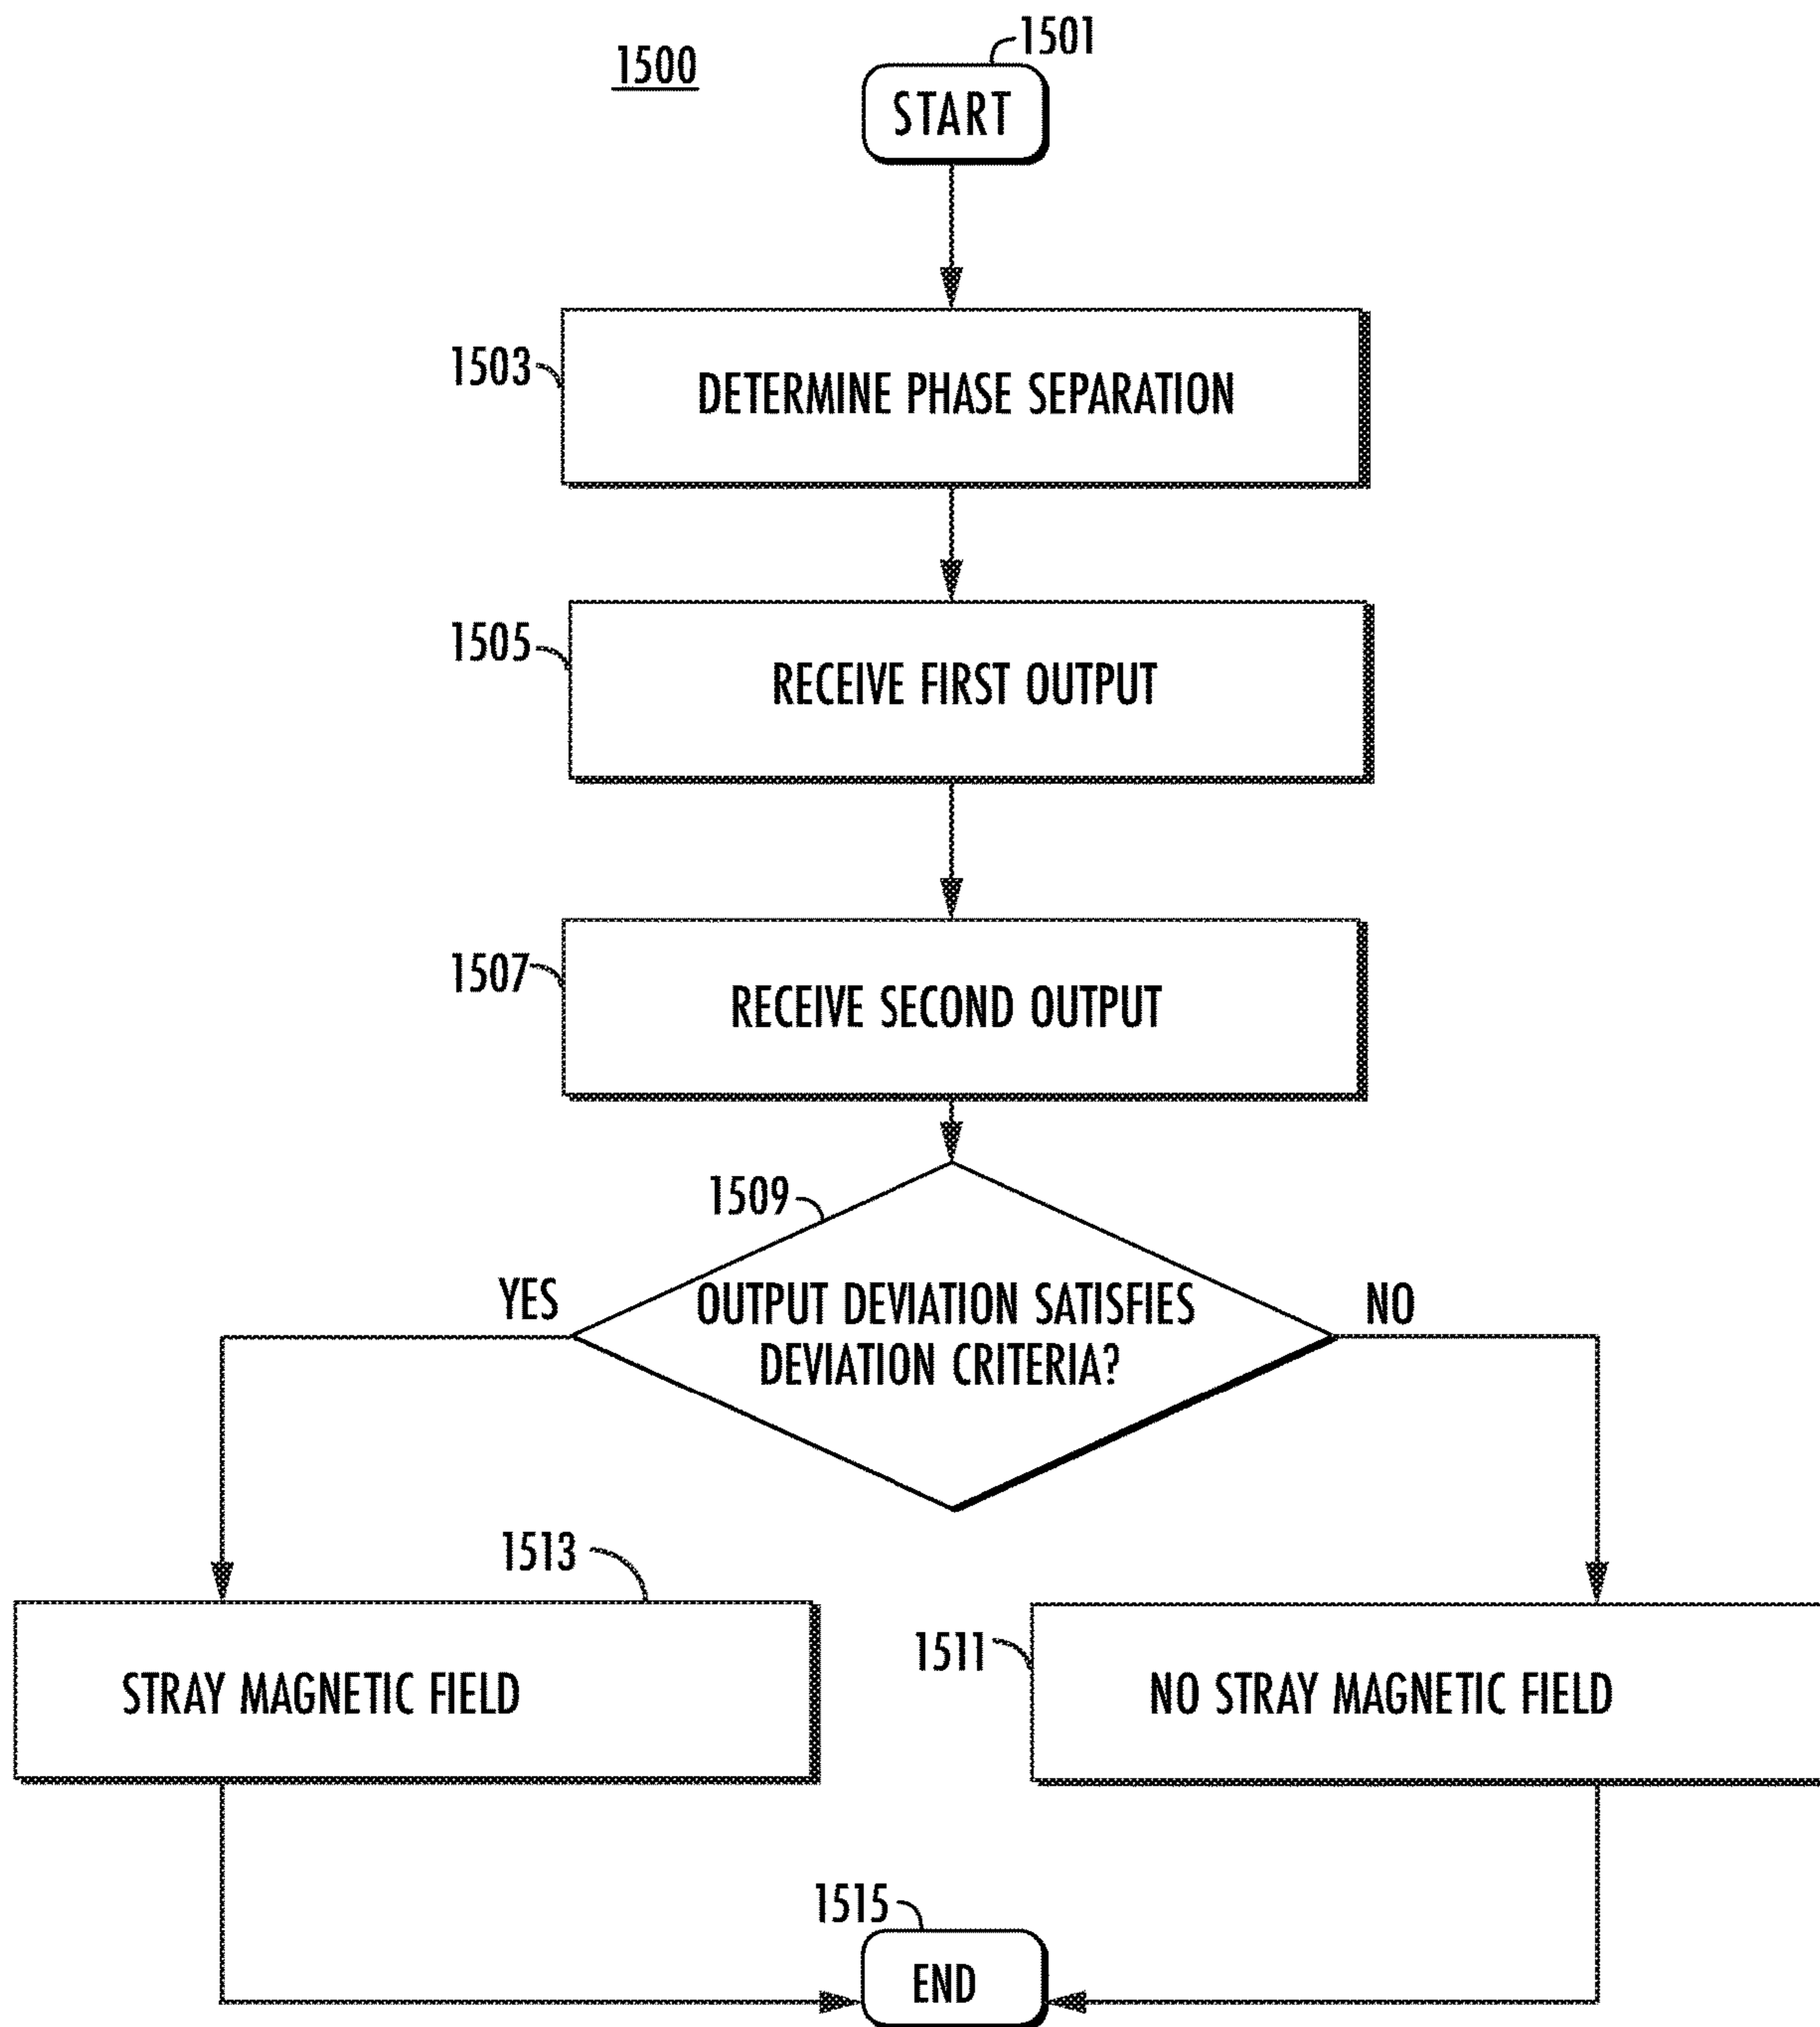 1500
1501
START
1503
DETERMINE PHASE SEPARATION
1505
RECEIVE FIRST OUTPUT
1507
RECEIVE SECOND OUTPUT
1509
YES
OUTPUT DEVIATION SATISFIES
DEVIATION CRITERIA?
NO
1513
STRAY MAGNETIC FIELD
1511
NO STRAY MAGNETIC FIELD
1515
END